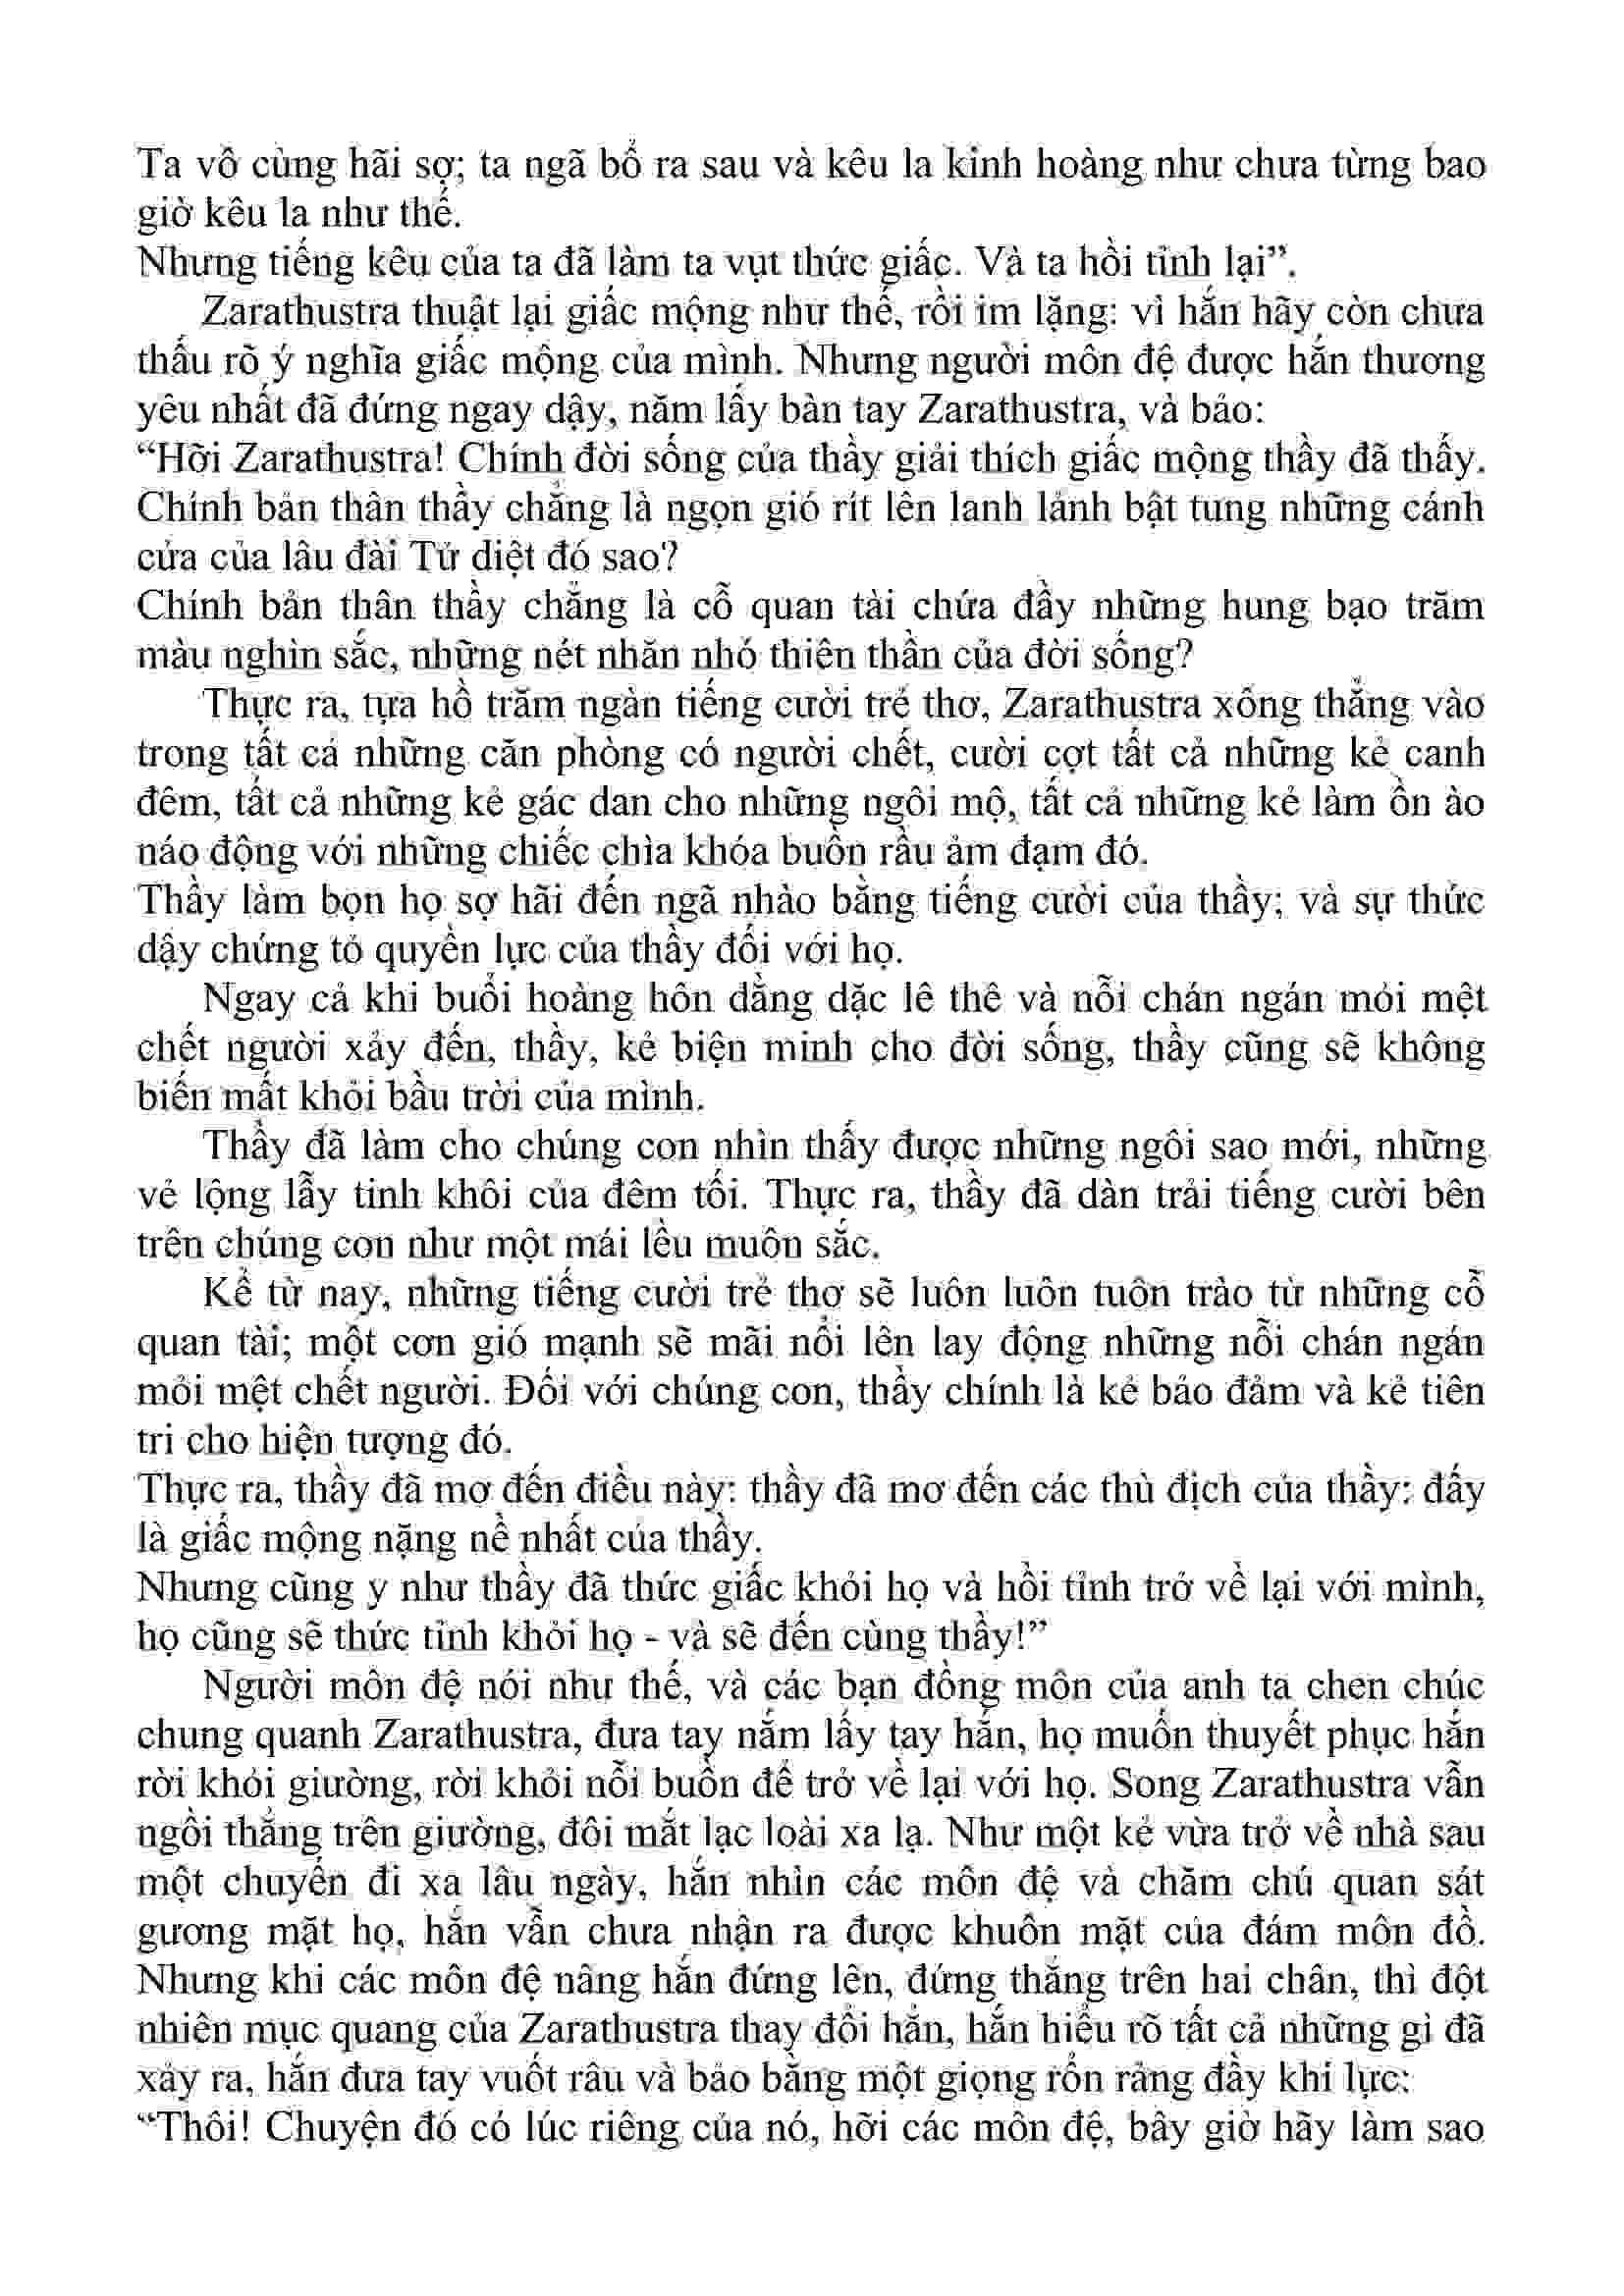 Ta vô cùng hãi sợ; ta ngã bổ ra sau và kêu la kinh hoàng như chưa từng bao
giờ kêu la như thế.
Nhưng tiếng kêu của ta đã làm ta vụt thức giấc. Và ta hồi tỉnh lại”.
Zarathustra thuật lại giấc mộng như thế, rồi im lặng: vì hắn hãy còn chưa
thấu rõ ý nghĩa giấc mộng của mình. Nhưng người môn đệ được hắn thương
yêu nhất đã đứng ngay dậy, năm lấy bàn tay Zarathustra, và bảo:
“Hỡi Zarathustra! Chính đời sống của thầy giải thích giấc mộng thầy đã thấy.
Chính bản thân thầy chẳng là ngọn gió rít lên lanh lảnh bật tung những cánh
cửa của lâu đài Tử diệt đó sao?
Chính bản thân thầy chẳng là cỗ quan tài chứa đầy những hung bạo trăm
màu nghìn sắc, những nét nhăn nhó thiên thần của đời sống?
Thực ra, tựa hồ trăm ngàn tiếng cười trẻ thơ, Zarathustra xông thẳng vào
trong tất cả những căn phòng có người chết, cười cợt tất cả những kẻ canh
đêm, tất cả những kẻ gác dan cho những ngôi mộ, tất cả những kẻ làm ồn ào
náo động với những chiếc chìa khóa buồn rầu ảm đạm đó.
Thầy làm bọn họ sợ hãi đến ngã nhào bằng tiếng cười của thầy; và sự thức
dậy chứng tỏ quyền lực của thầy đối với họ.
Ngay cả khi buổi hoàng hôn dằng dặc lê thê và nỗi chán ngán mỏi mệt
chết người xảy đến, thầy, kẻ biện minh cho đời sống, thầy cũng sẽ không
biến mất khỏi bầu trời của mình.
Thầy đã làm cho chúng con nhìn thấy được những ngôi sao mới, những
vẻ lộng lẫy tinh khôi của đêm tối. Thực ra, thầy đã dàn trải tiếng cười bên
trên chúng con như một mái lều muôn sắc.
Kể từ nay, những tiếng cười trẻ thơ sẽ luôn luôn tuôn trào từ những cỗ
quan tài; một cơn gió mạnh sẽ mãi nổi lên lay động những nỗi chán ngán
mỏi mệt chết người. Đối với chúng con, thầy chính là kẻ bảo đảm và kẻ tiên
tri cho hiện tượng đó.
Thực ra, thầy đã mơ đến điều này: thầy đã mơ đến các thù địch của thầy: đấy
là giấc mộng nặng nề nhất của thầy.
Nhưng cũng y như thầy đã thức giấc khỏi họ và hồi tỉnh trở về lại với mình,
họ cũng sẽ thức tỉnh khỏi họ - và sẽ đến cùng thầy!”
Người môn đệ nói như thế, và các bạn đồng môn của anh ta chen chúc
chung quanh Zarathustra, đưa tay nắm lấy tay hắn, họ muốn thuyết phục hắn
rời khỏi giường, rời khỏi nỗi buồn để trở về lại với họ. Song Zarathustra vẫn
ngồi thẳng trên giường, đôi mắt lạc loài xa lạ. Như một kẻ vừa trở về nhà sau
một chuyến đi xa lâu ngày, hắn nhìn các môn đệ và chăm chú quan sát
gương mặt họ, hắn vẫn chưa nhận ra được khuôn mặt của đám môn đồ.
Nhưng khi các môn đệ nâng hắn đứng lên, đứng thẳng trên hai chân, thì đột
nhiên mục quang của Zarathustra thay đổi hẳn, hắn hiểu rõ tất cả những gì đã
xảy ra, hắn đưa tay vuốt râu và bảo bằng một giọng rổn rảng đầy khí lực:
“Thôi! Chuyện đó có lúc riêng của nó, hỡi các môn đệ, bây giờ hãy làm sao